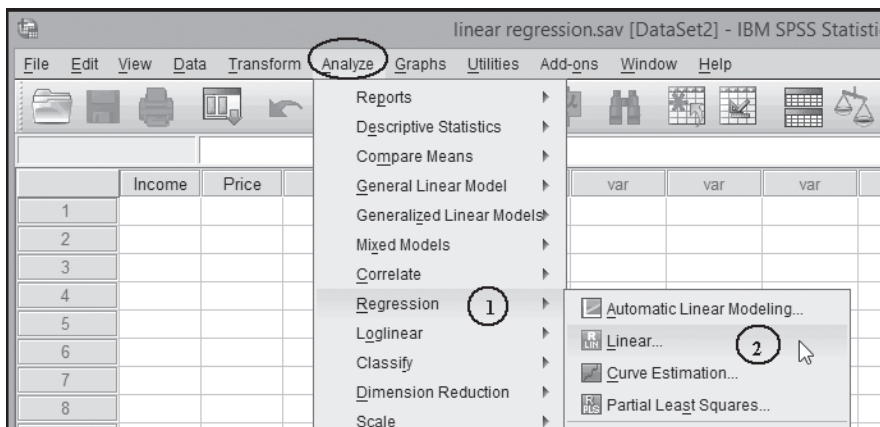 linear regression.sav [DataSet2] - IBM SPSS Statisti
File Edit View Data Transform Analyze Graphs Utilities Add-ons Window Help
Reports
Descriptive Statistics
Compare Means
Income Price var var var
General Linear Model
1
Generalized Linear Models
2
Mixed Models
3
Correlate
4
Regression 1
Automatic Linear Modeling...
5
Loglinear
Linear... 2
6
Classify
7
Curve Estimation...
Dimension Reduction
8
Partial Least Squares...
Scale